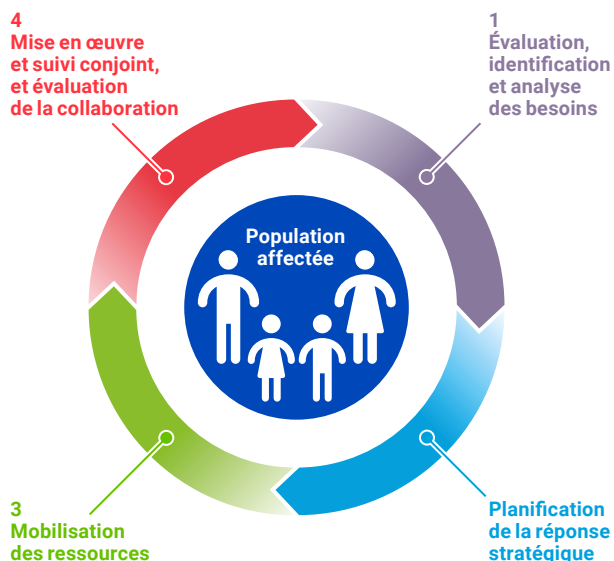 4
Mise en œuvre
et suivi conjoint,
et évaluation
de la collaboration
1
Évaluation,
identification
et analyse
des besoins
Population
affectée
3
Mobilisation
des ressources
Planification
de la réponse
stratégique